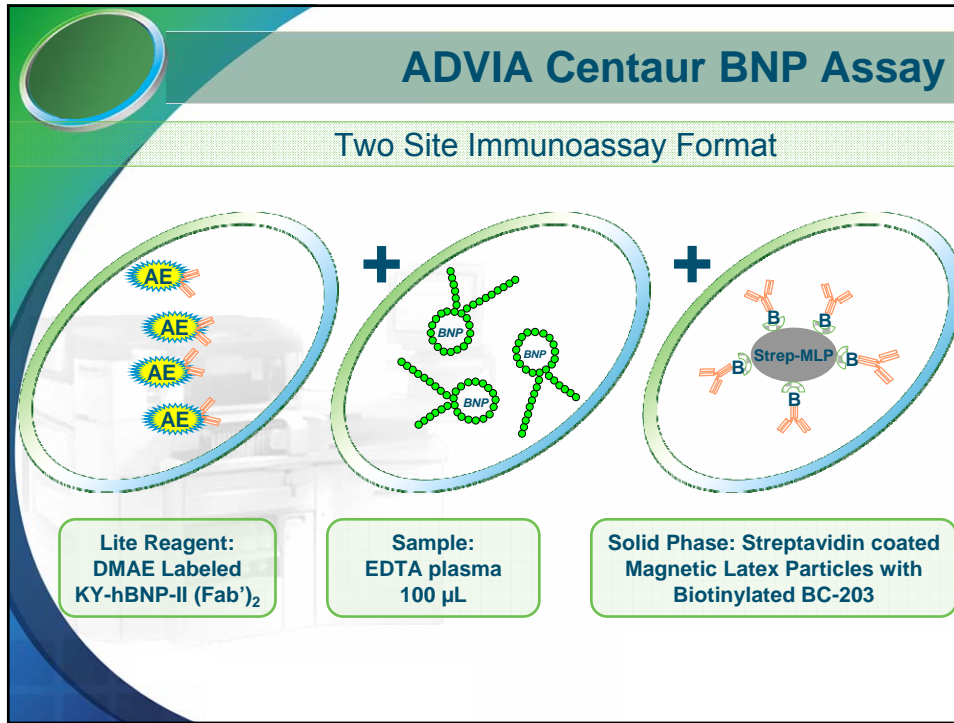 ADVIA Centaur BNP Assay
Two Site Immunoassay Format
+
+
AE
AE
AE
AE
BNP
BNP
BNP
B
B
B
Strep-MLP
B
B
Lite Reagent:
DMAE Labeled
KY-hBNP-II (Fab’)2
Sample:
EDTA plasma
100 µL
Solid Phase: Streptavidin coated
Magnetic Latex Particles with
Biotinylated BC-203